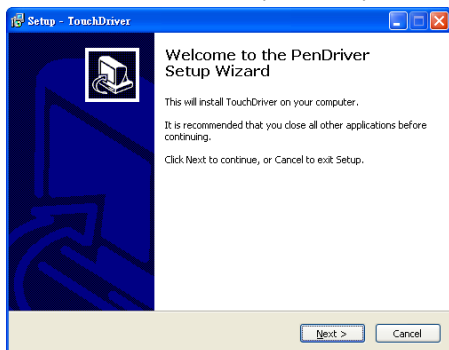 Setup - TouchDriver
Welcome to the PenDriver
Setup Wizard
This will install TouchDriver on your computer.
It is recommended that you close all other applications before
continuing.
Click Next to continue, or Cancel to exit Setup.
Next >
Cancel